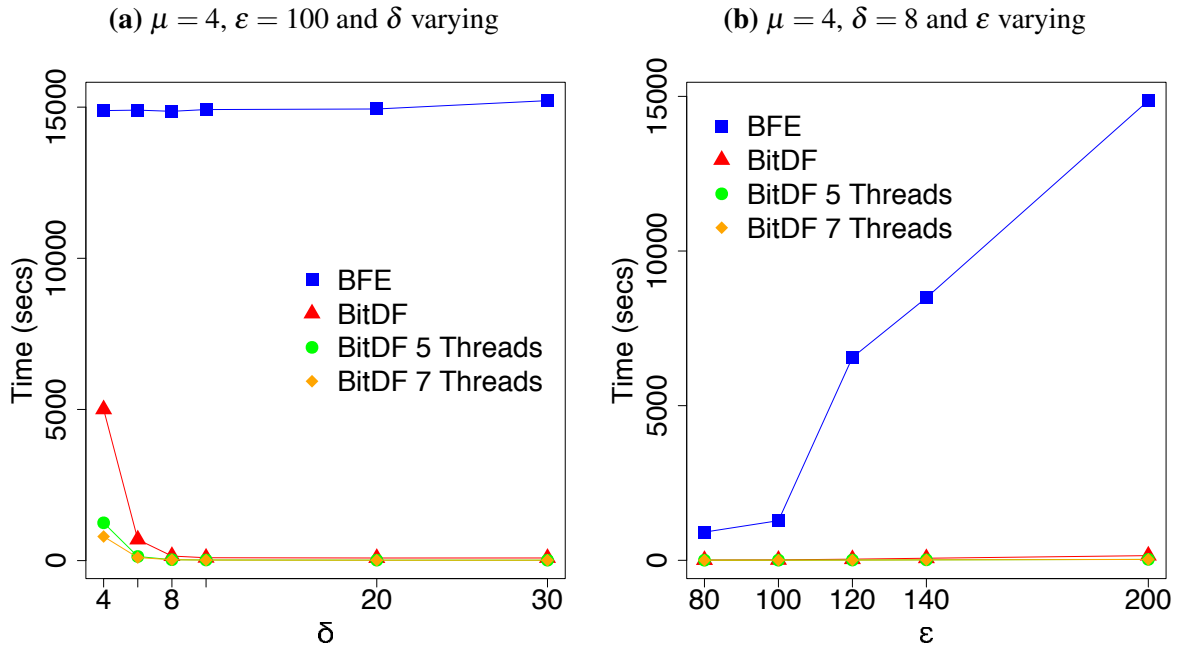 (a) μ = 4, ε = 100 and δ varying
15000
10000
5000
0
Time (secs)
BFE
BitDF
BitDF 5 Threads
BitDF 7 Threads
4 8 20 30
δ
(b) μ = 4, δ = 8 and ε varying
15000
10000
5000
0
Time (secs)
BFE
BitDF
BitDF 5 Threads
BitDF 7 Threads
80 100 120 140 200
ε